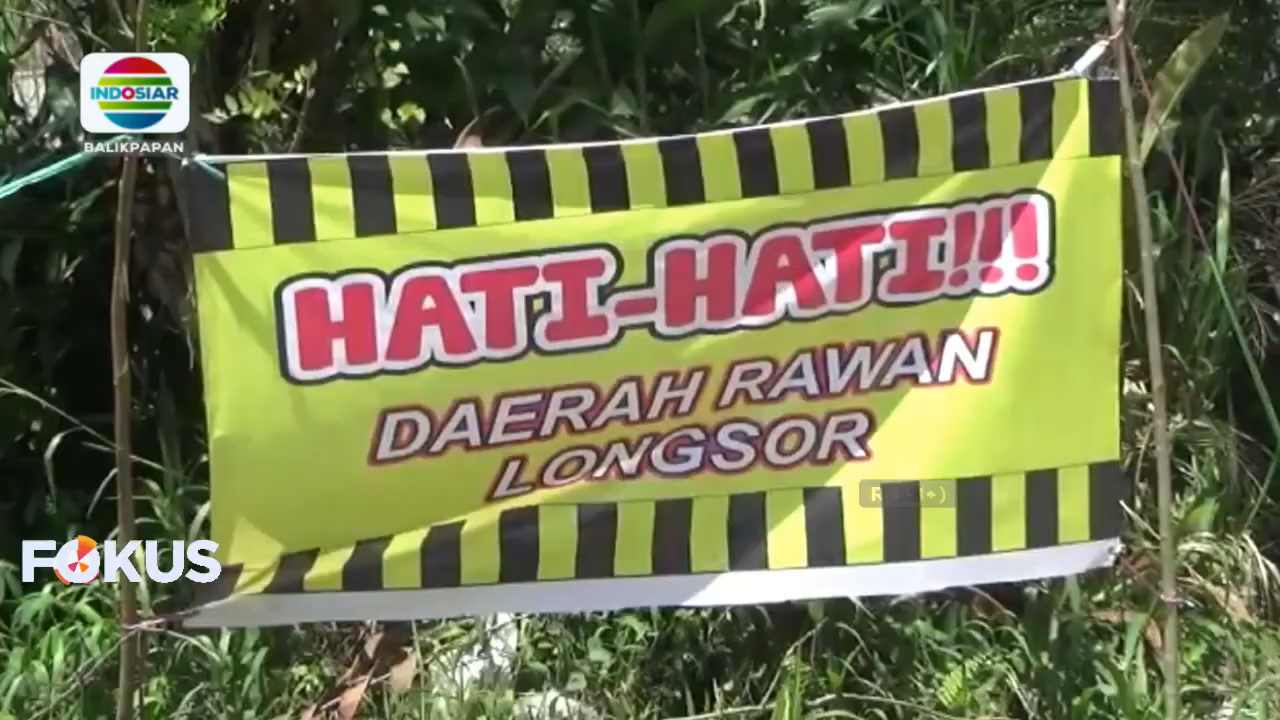 INDOSIAR
BALIKPAPAN
HATI-HATI!!!
DAERAH RAWAN
LONGSOR
FOKUS